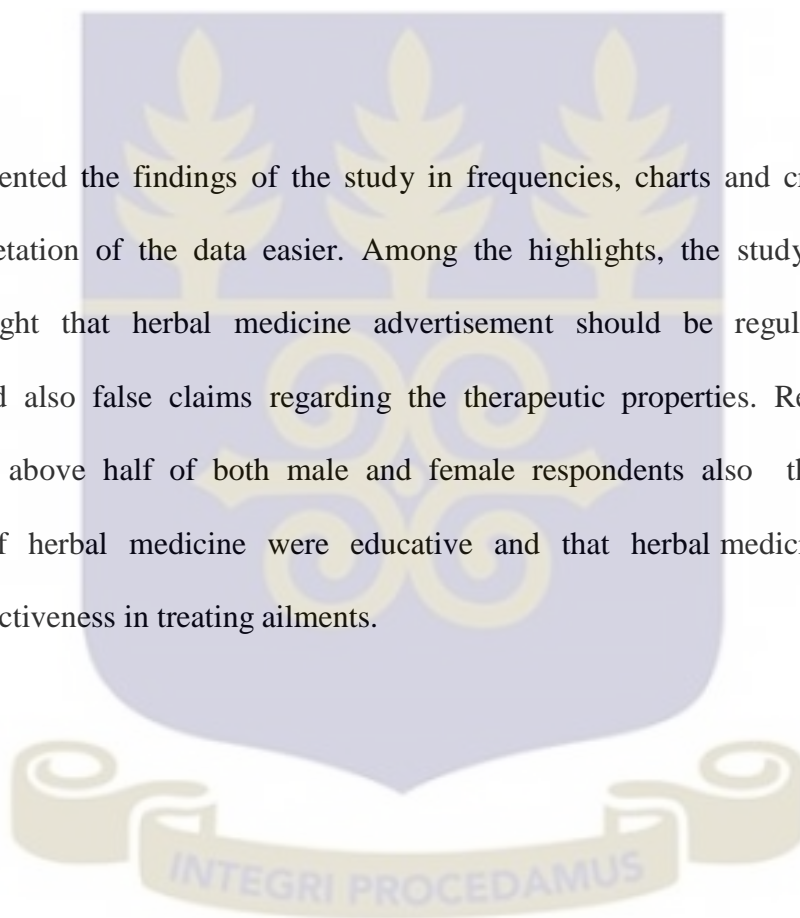 ented the findings of the study in frequencies, charts and c
etation of the data easier. Among the highlights, the study
ght that herbal medicine advertisement should be regul
d also false claims regarding the therapeutic properties. Re
above half of both male and female respondents also th
f herbal medicine were educative and that herbal medici
ctiveness in treating ailments.
INTEGRI PROCEDAMUS